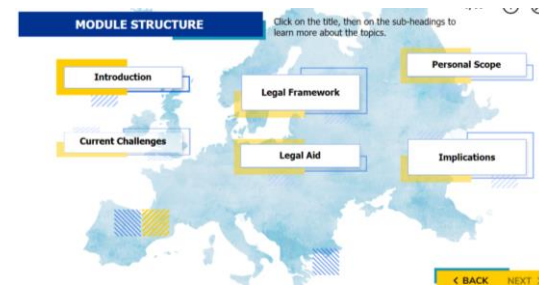 MODULE STRUCTURE
Click on the title, then on the sub-headings to
learn more about the topics.
Introduction
Legal Framework
Personal Scope
Current Challenges
Legal Aid
Implications
< BACK
NEXT >